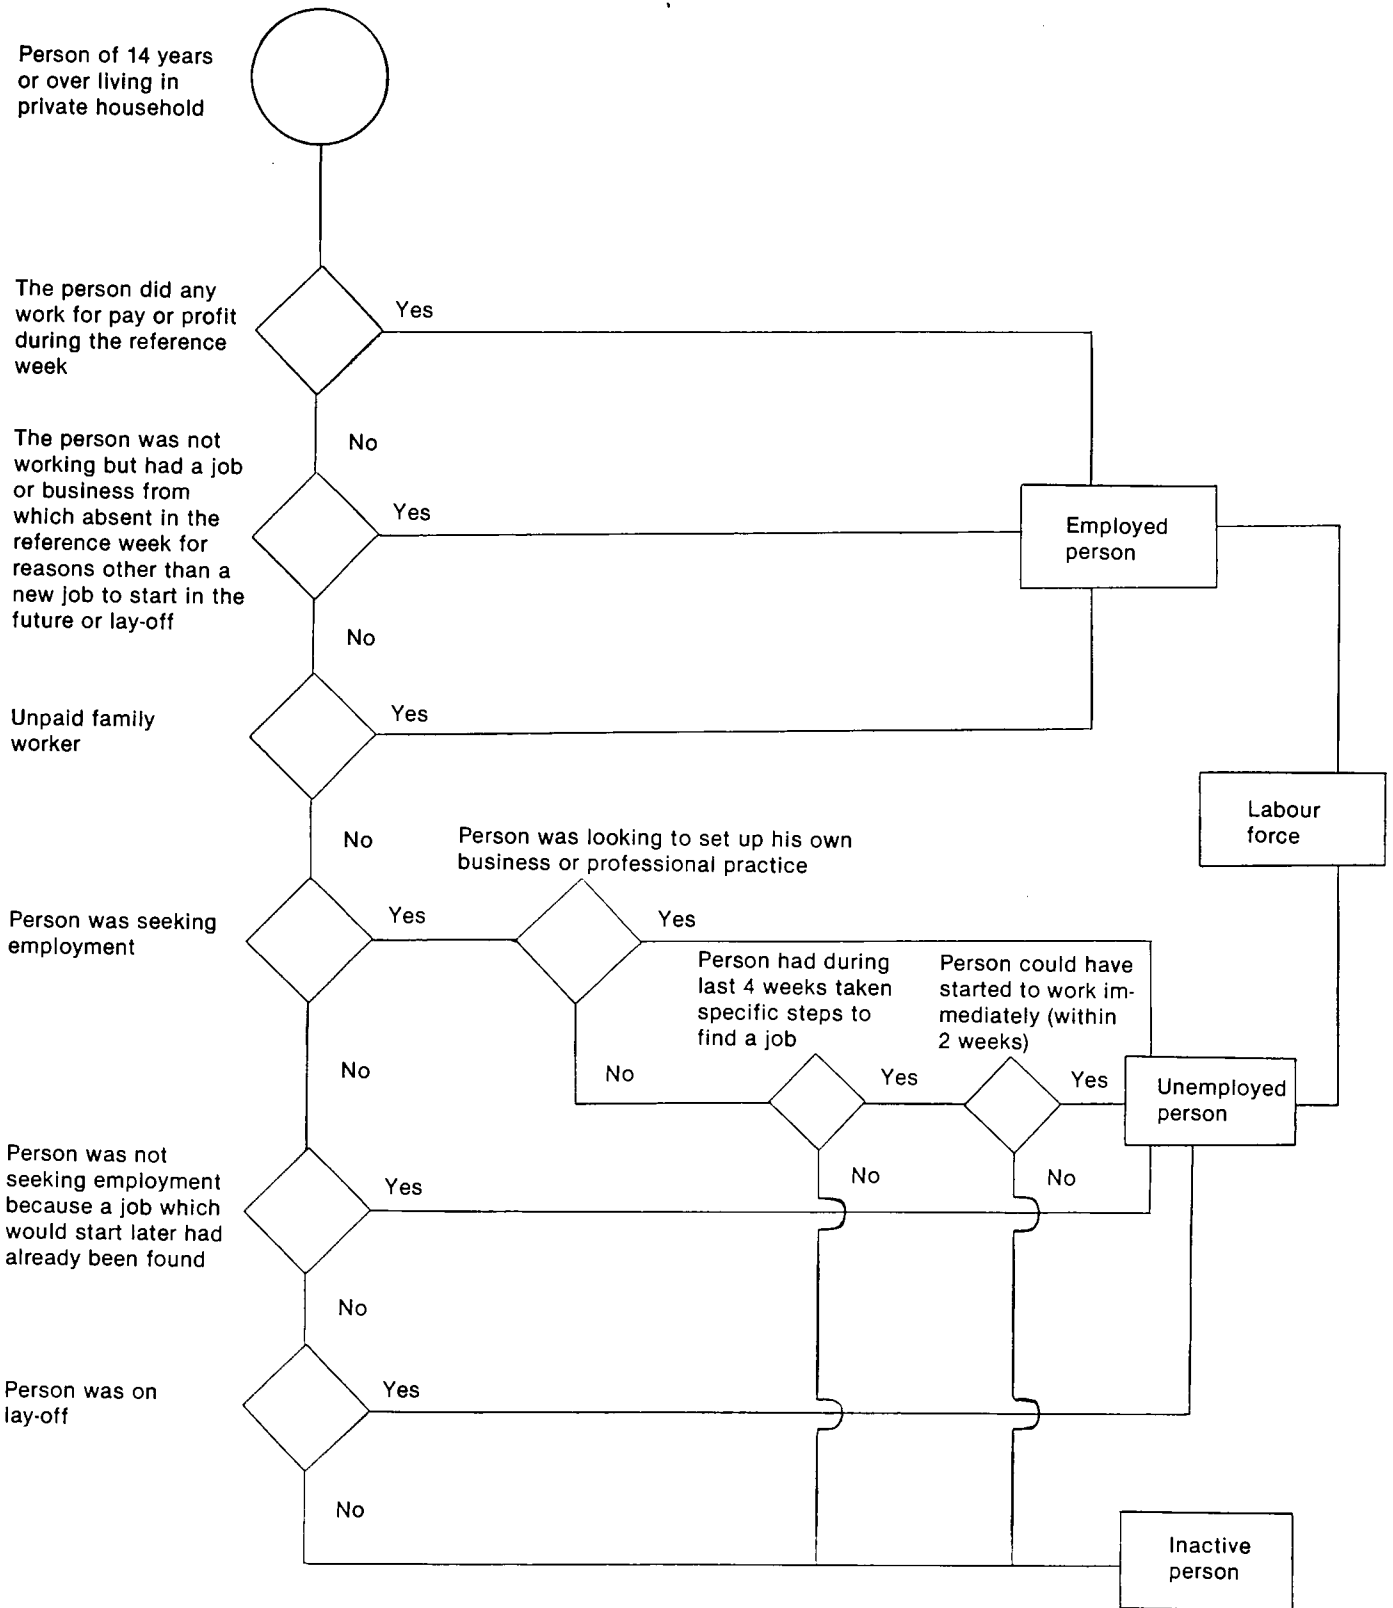 Person of 14 years
or over living in
private household
The person did any
work for pay or profit
during the reference
week
Yes
No
The person was not
working but had a job
or business from
which absent in the
reference week for
reasons other than a
new job to start in the
future or lay-off
Yes
No
Employed
person
Unpaid family
worker
Yes
No
Labour
force
Person was seeking
employment
Yes
No
Person was looking to set up his own
business or professional practice
Yes
No
Person had during
last 4 weeks taken
specific steps to
find a job
Yes
No
Person could have
started to work im-
mediately (within
2 weeks)
Yes
No
Unemployed
person
Person was not
seeking employment
because a job which
would start later had
already been found
Yes
No
Person was on
lay-off
Yes
No
Inactive
person